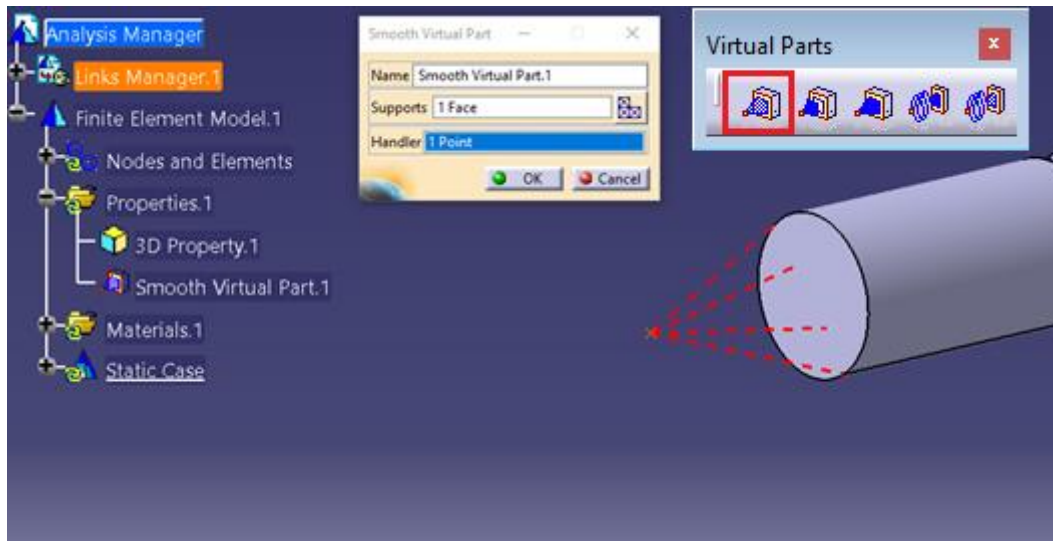 Analysis Manager
Links Manager.1
Finite Element Model.1
Nodes and Elements
Properties.1
3D Property.1
Smooth Virtual Part.1
Materials.1
Static Case
Smooth Virtual Part
Name Smooth Virtual Part.1
Supports 1 Face
Handler 1 Point
OK Cancel
Virtual Parts